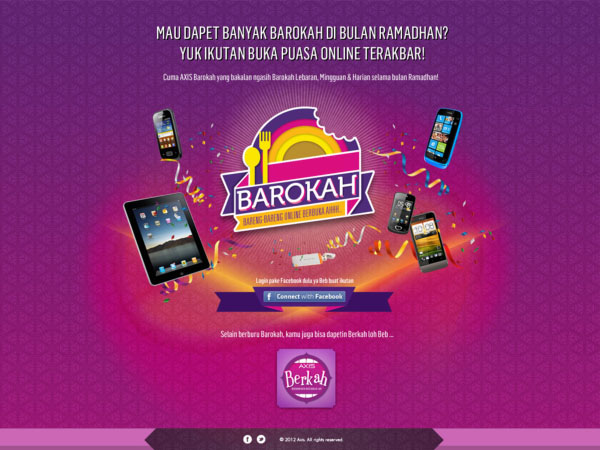 MAU DAPET BANYAK BAROKAH DI BULAN RAMADHAN?
YUK IKUTAN BUKA PUASA ONLINE TERAKBAR!
Cuma AXIS Barokah yang bakalan ngasih Barokah Lebaran, Mingguan & Harian selama bulan Ramadhan!
BAROKAH
BARENG-BARENG ONLINE BERBUKA AHHH...
Login pake Facebook dulu ya Beb buat ikutan
f Connect with Facebook
Selain berburu Barokah, kamu juga bisa dapetin Berkah loh Beb ...
AXIS
Berkah
© 2012 Axis. All rights reserved.